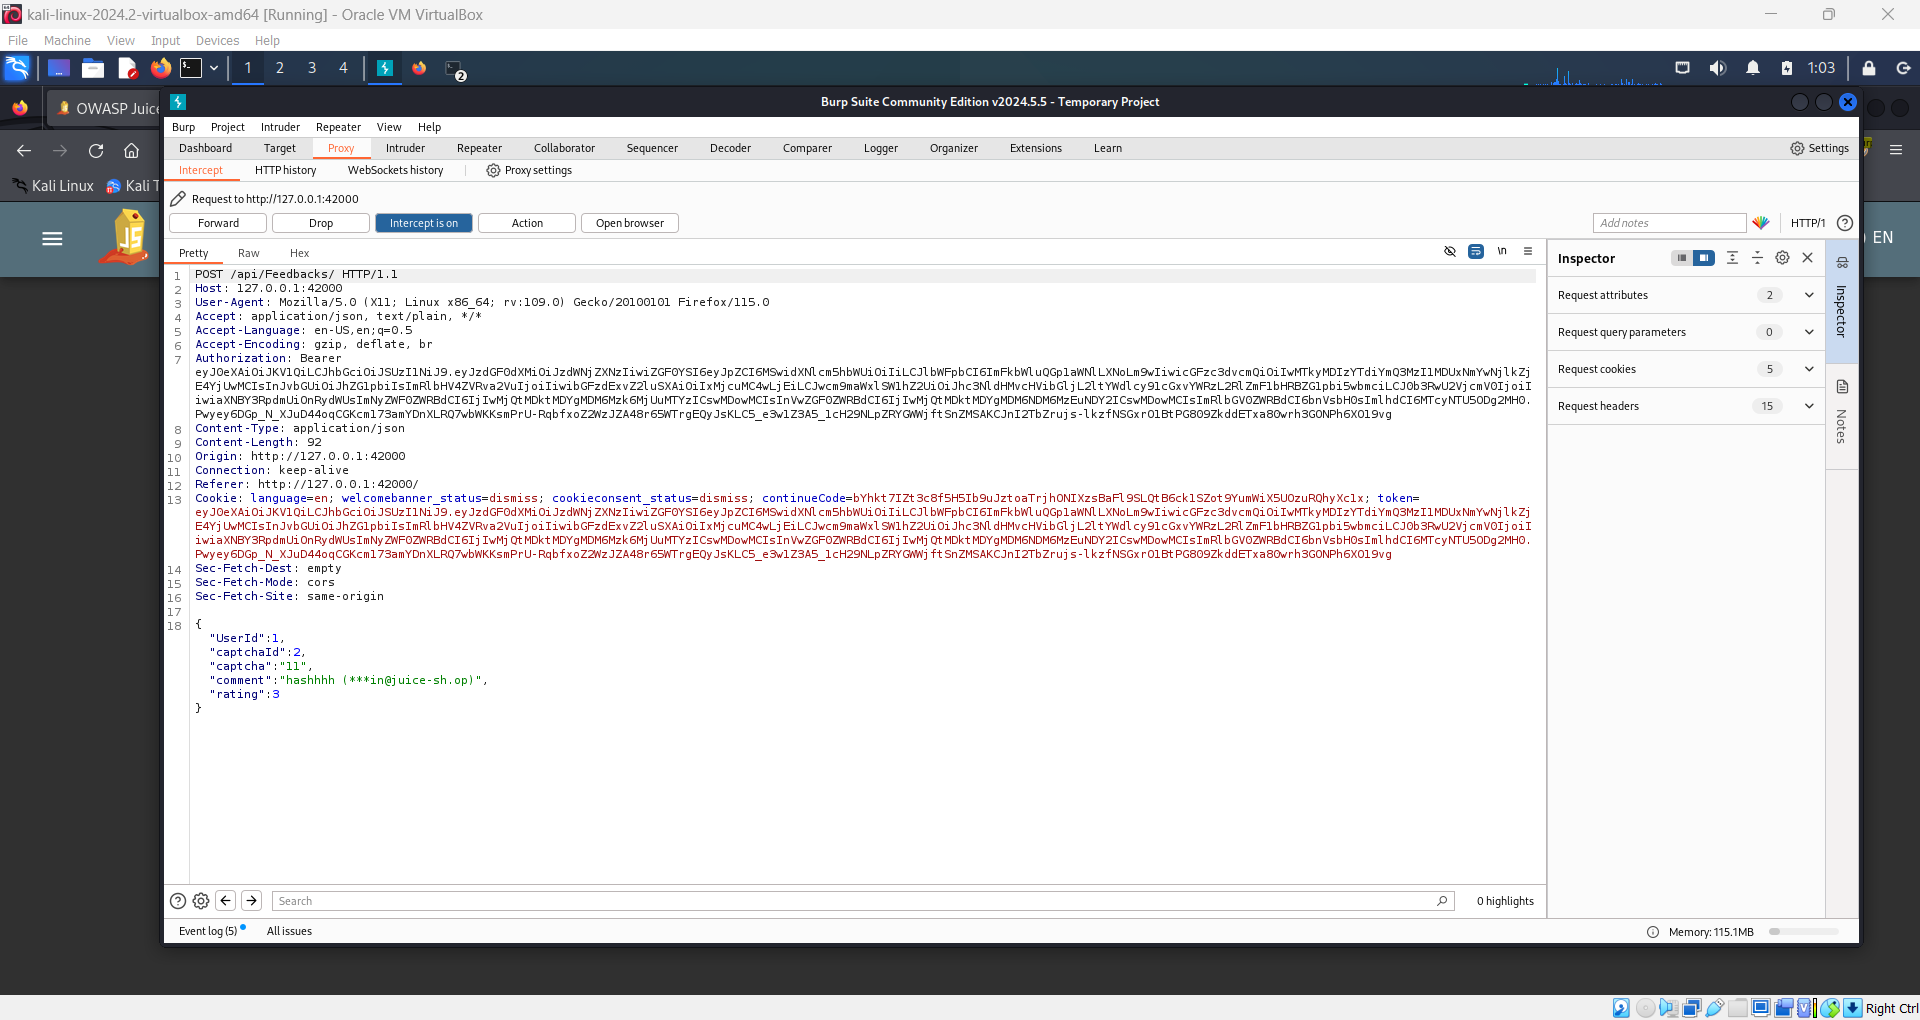 kali-linux-2024.2-virtualbox-amd64 [Running] - Oracle VM VirtualBox
File Machine View Input Devices Help
1 2 3 4 2 1:03
OWASP Juice
Burp Suite Community Edition v2024.5.5 - Temporary Project
Burp Project Intruder Repeater View Help
Dashboard Target Proxy Intruder Repeater Collaborator Sequencer Decoder Comparer Logger Organizer Extensions Learn Settings
Intercept HTTP history WebSockets history Proxy settings
Kali Linux Kali T
Request to http://127.0.0.1:42000
Forward Drop Intercept is on Action Open browser Add notes HTTP/1
JS EN
Pretty Raw Hex \n
Inspector
Request attributes 2
Request query parameters 0
Request cookies 5
Request headers 15
Inspector
Notes
1 POST /api/Feedbacks/ HTTP/1.1
2 Host: 127.0.0.1:42000
3 User-Agent: Mozilla/5.0 (X11; Linux x86_64; rv:109.0) Gecko/20100101 Firefox/115.0
4 Accept: application/json, text/plain, */*
5 Accept-Language: en-US,en;q=0.5
6 Accept-Encoding: gzip, deflate, br
7 Authorization: Bearer
8 Content-Type: application/json
9 Content-Length: 92
10 Origin: http://127.0.0.1:42000
11 Connection: keep-alive
12 Referer: http://127.0.0.1:42000/
13 Cookie: language=en; welcomebanner_status=dismiss; cookieconsent_status=dismiss; continueCode= token=
14 Sec-Fetch-Dest: empty
15 Sec-Fetch-Mode: cors
16 Sec-Fetch-Site: same-origin
17
18 {
"UserId":1,
"captchaId":2,
"captcha":"11",
"comment":"hashhhh (***in@juice-sh.op)",
"rating":3
}
Search 0 highlights
Event log (5) All issues Memory: 115.1MB
Right Ctrl